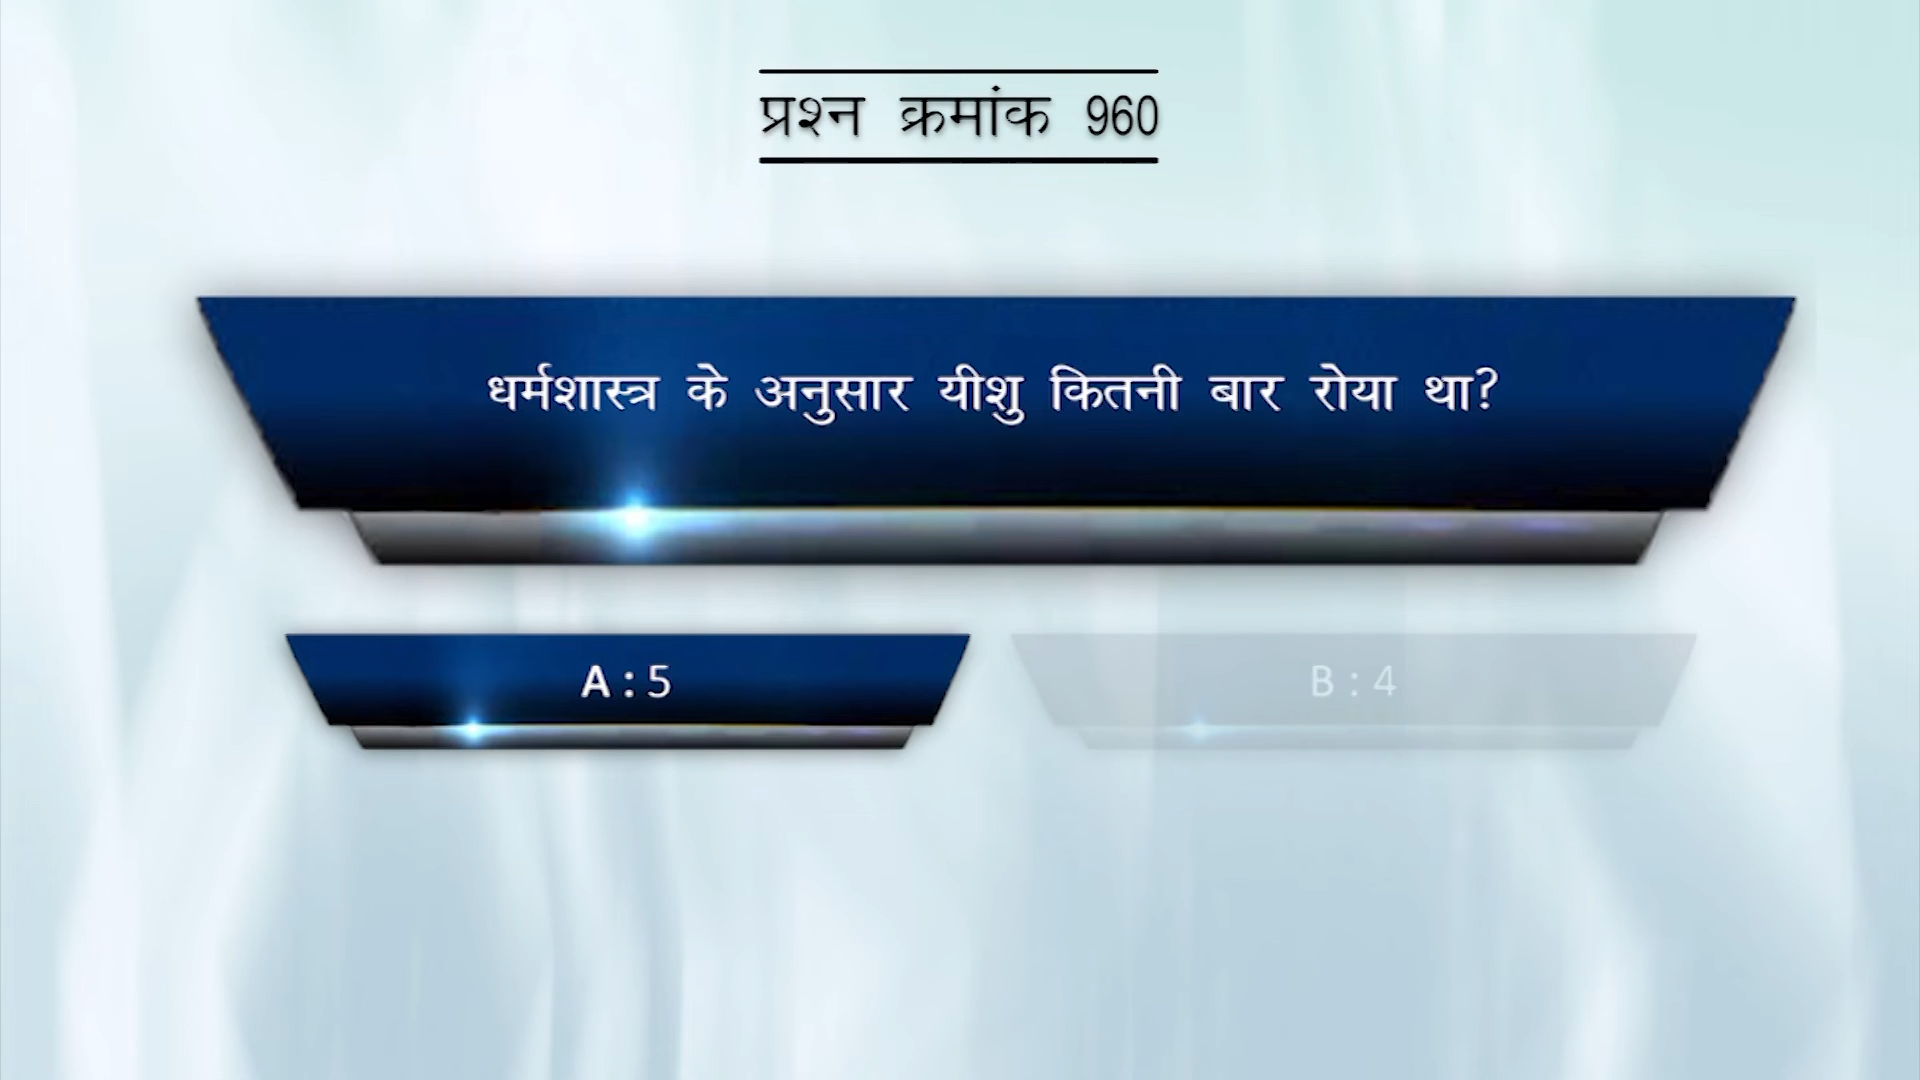 प्रश्न क्रमांक 960
धर्मशास्त्र के अनुसार यीशु कितनी बार रोया था?
A : 5
B : 4